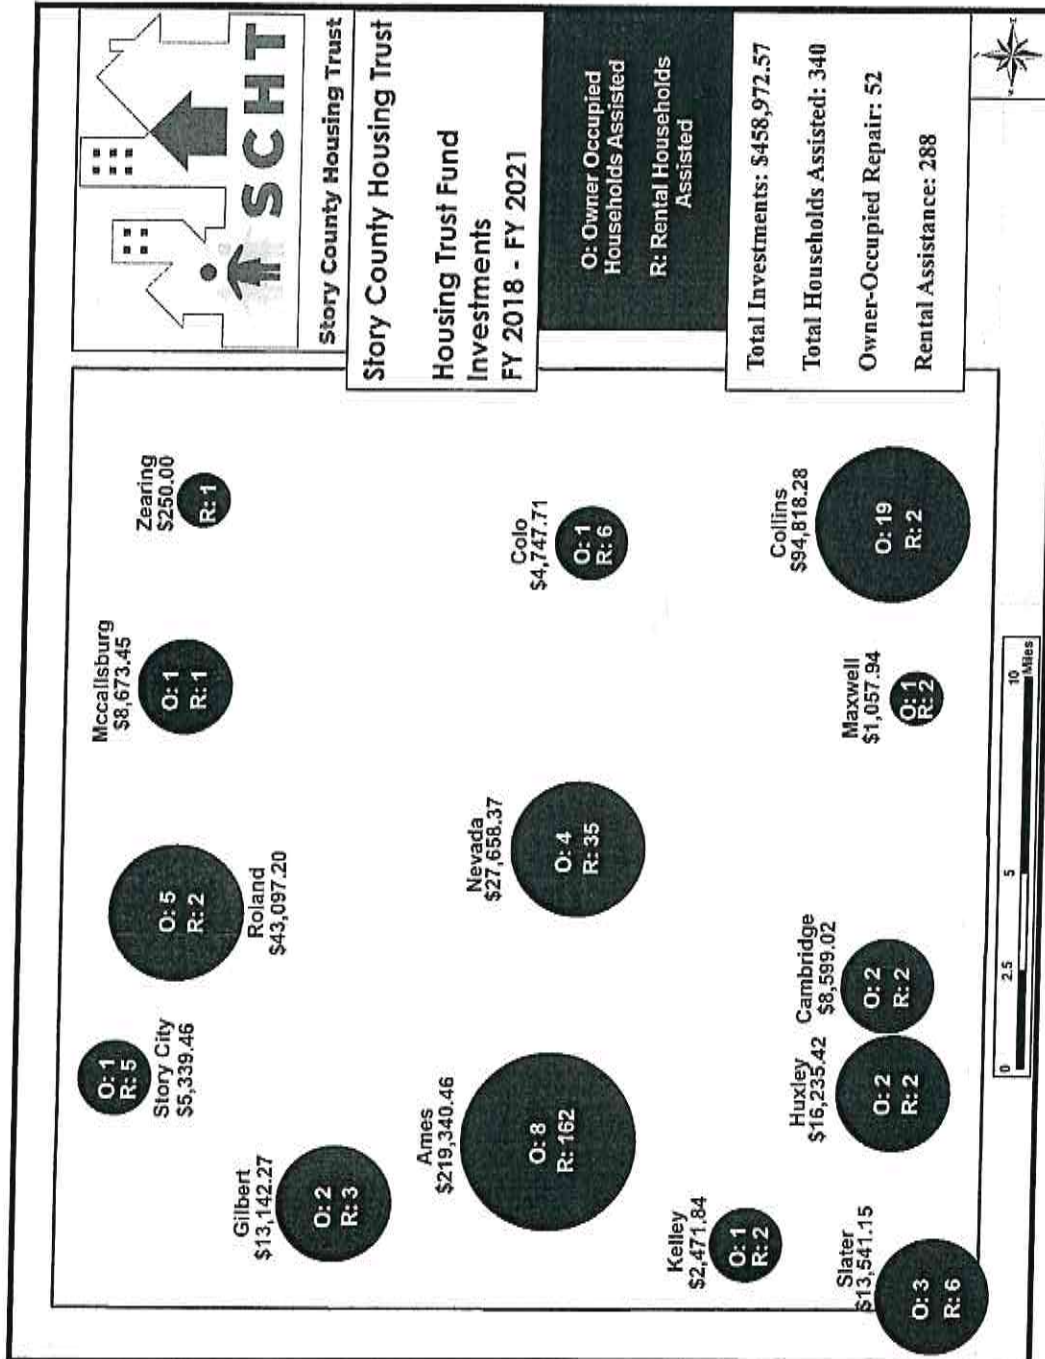 SCHT
Story County Housing Trust
Story County Housing Trust
Housing Trust Fund
Investments
FY 2018 - FY 2021
O: Owner Occupied
Households Assisted
R: Rental Households
Assisted
Total Investments: $458,972.57
Total Households Assisted: 340
Owner-Occupied Repair: 52
Rental Assistance: 288
Story City
$5,339.46
O: 1
R: 5
Roland
$43,097.20
O: 5
R: 2
Mccallsburg
$8,673.45
O: 1
R: 1
Zearing
$250.00
R: 1
Gilbert
$13,142.27
O: 2
R: 3
Ames
$219,340.46
O: 8
R: 162
Nevada
$27,658.37
O: 4
R: 35
Colo
$4,747.71
O: 1
R: 6
Kelley
$2,471.84
O: 1
R: 2
Slater
$13,541.15
O: 3
R: 6
Huxley
$16,235.42
O: 2
R: 2
Cambridge
$8,599.02
O: 2
R: 2
Maxwell
$1,057.94
O: 1
R: 2
Collins
$94,818.28
O: 19
R: 2
0 2.5 5 10
Miles